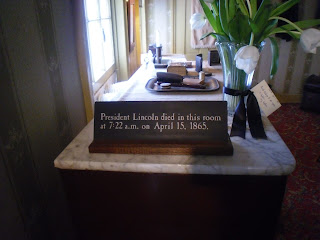 President Lincoln died in this room
at 7:22 a.m. on April 15, 1865.